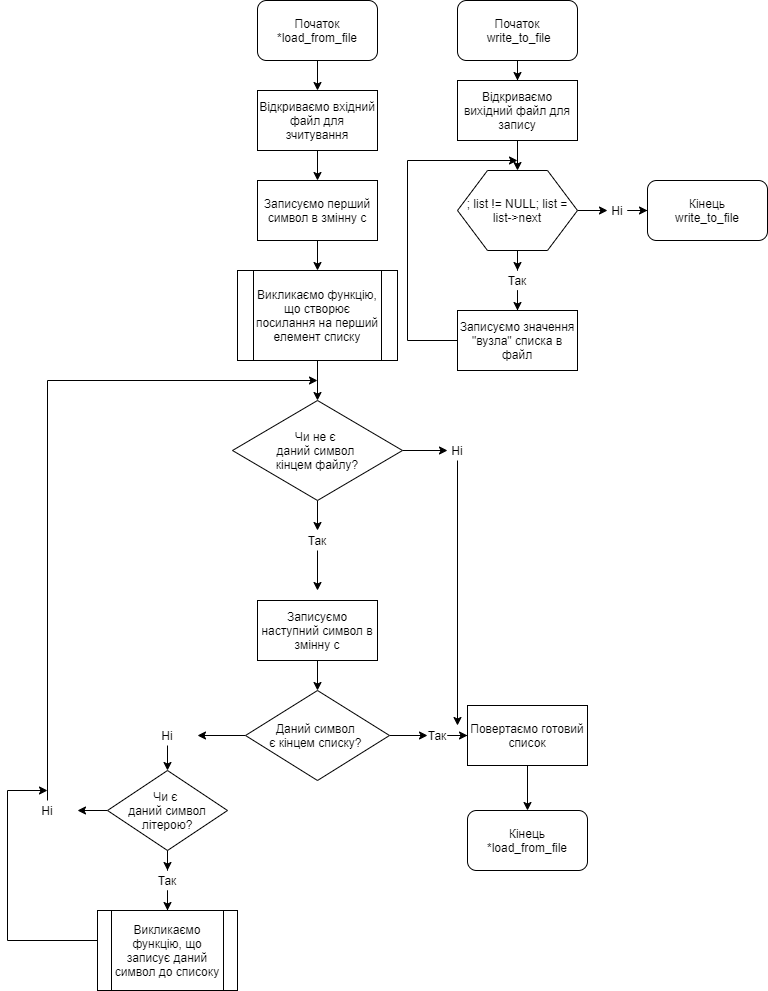 Початок
*load_from_file
Відкриваємо вхідний
файл для
зчитування
Записуємо перший
символ в змінну c
Викликаємо функцію,
що створює
посилання на перший
елемент списку
Чи не є
даний символ
кінцем файлу?
Ні
Так
Записуємо
наступний символ в
змінну c
Даний символ
є кінцем списку?
Ні
Так
Повертаємо готовий
список
Кінець
*load_from_file
Чи є
даний символ
літерою?
Ні
Так
Викликаємо
функцію, що
записує даний
символ до списоку
Початок
write_to_file
Відкриваємо
вихідний файл для
запису
; list != NULL; list =
list->next
Ні
Кінець
write_to_file
Так
Записуємо значення
"вузла" списка в
файл